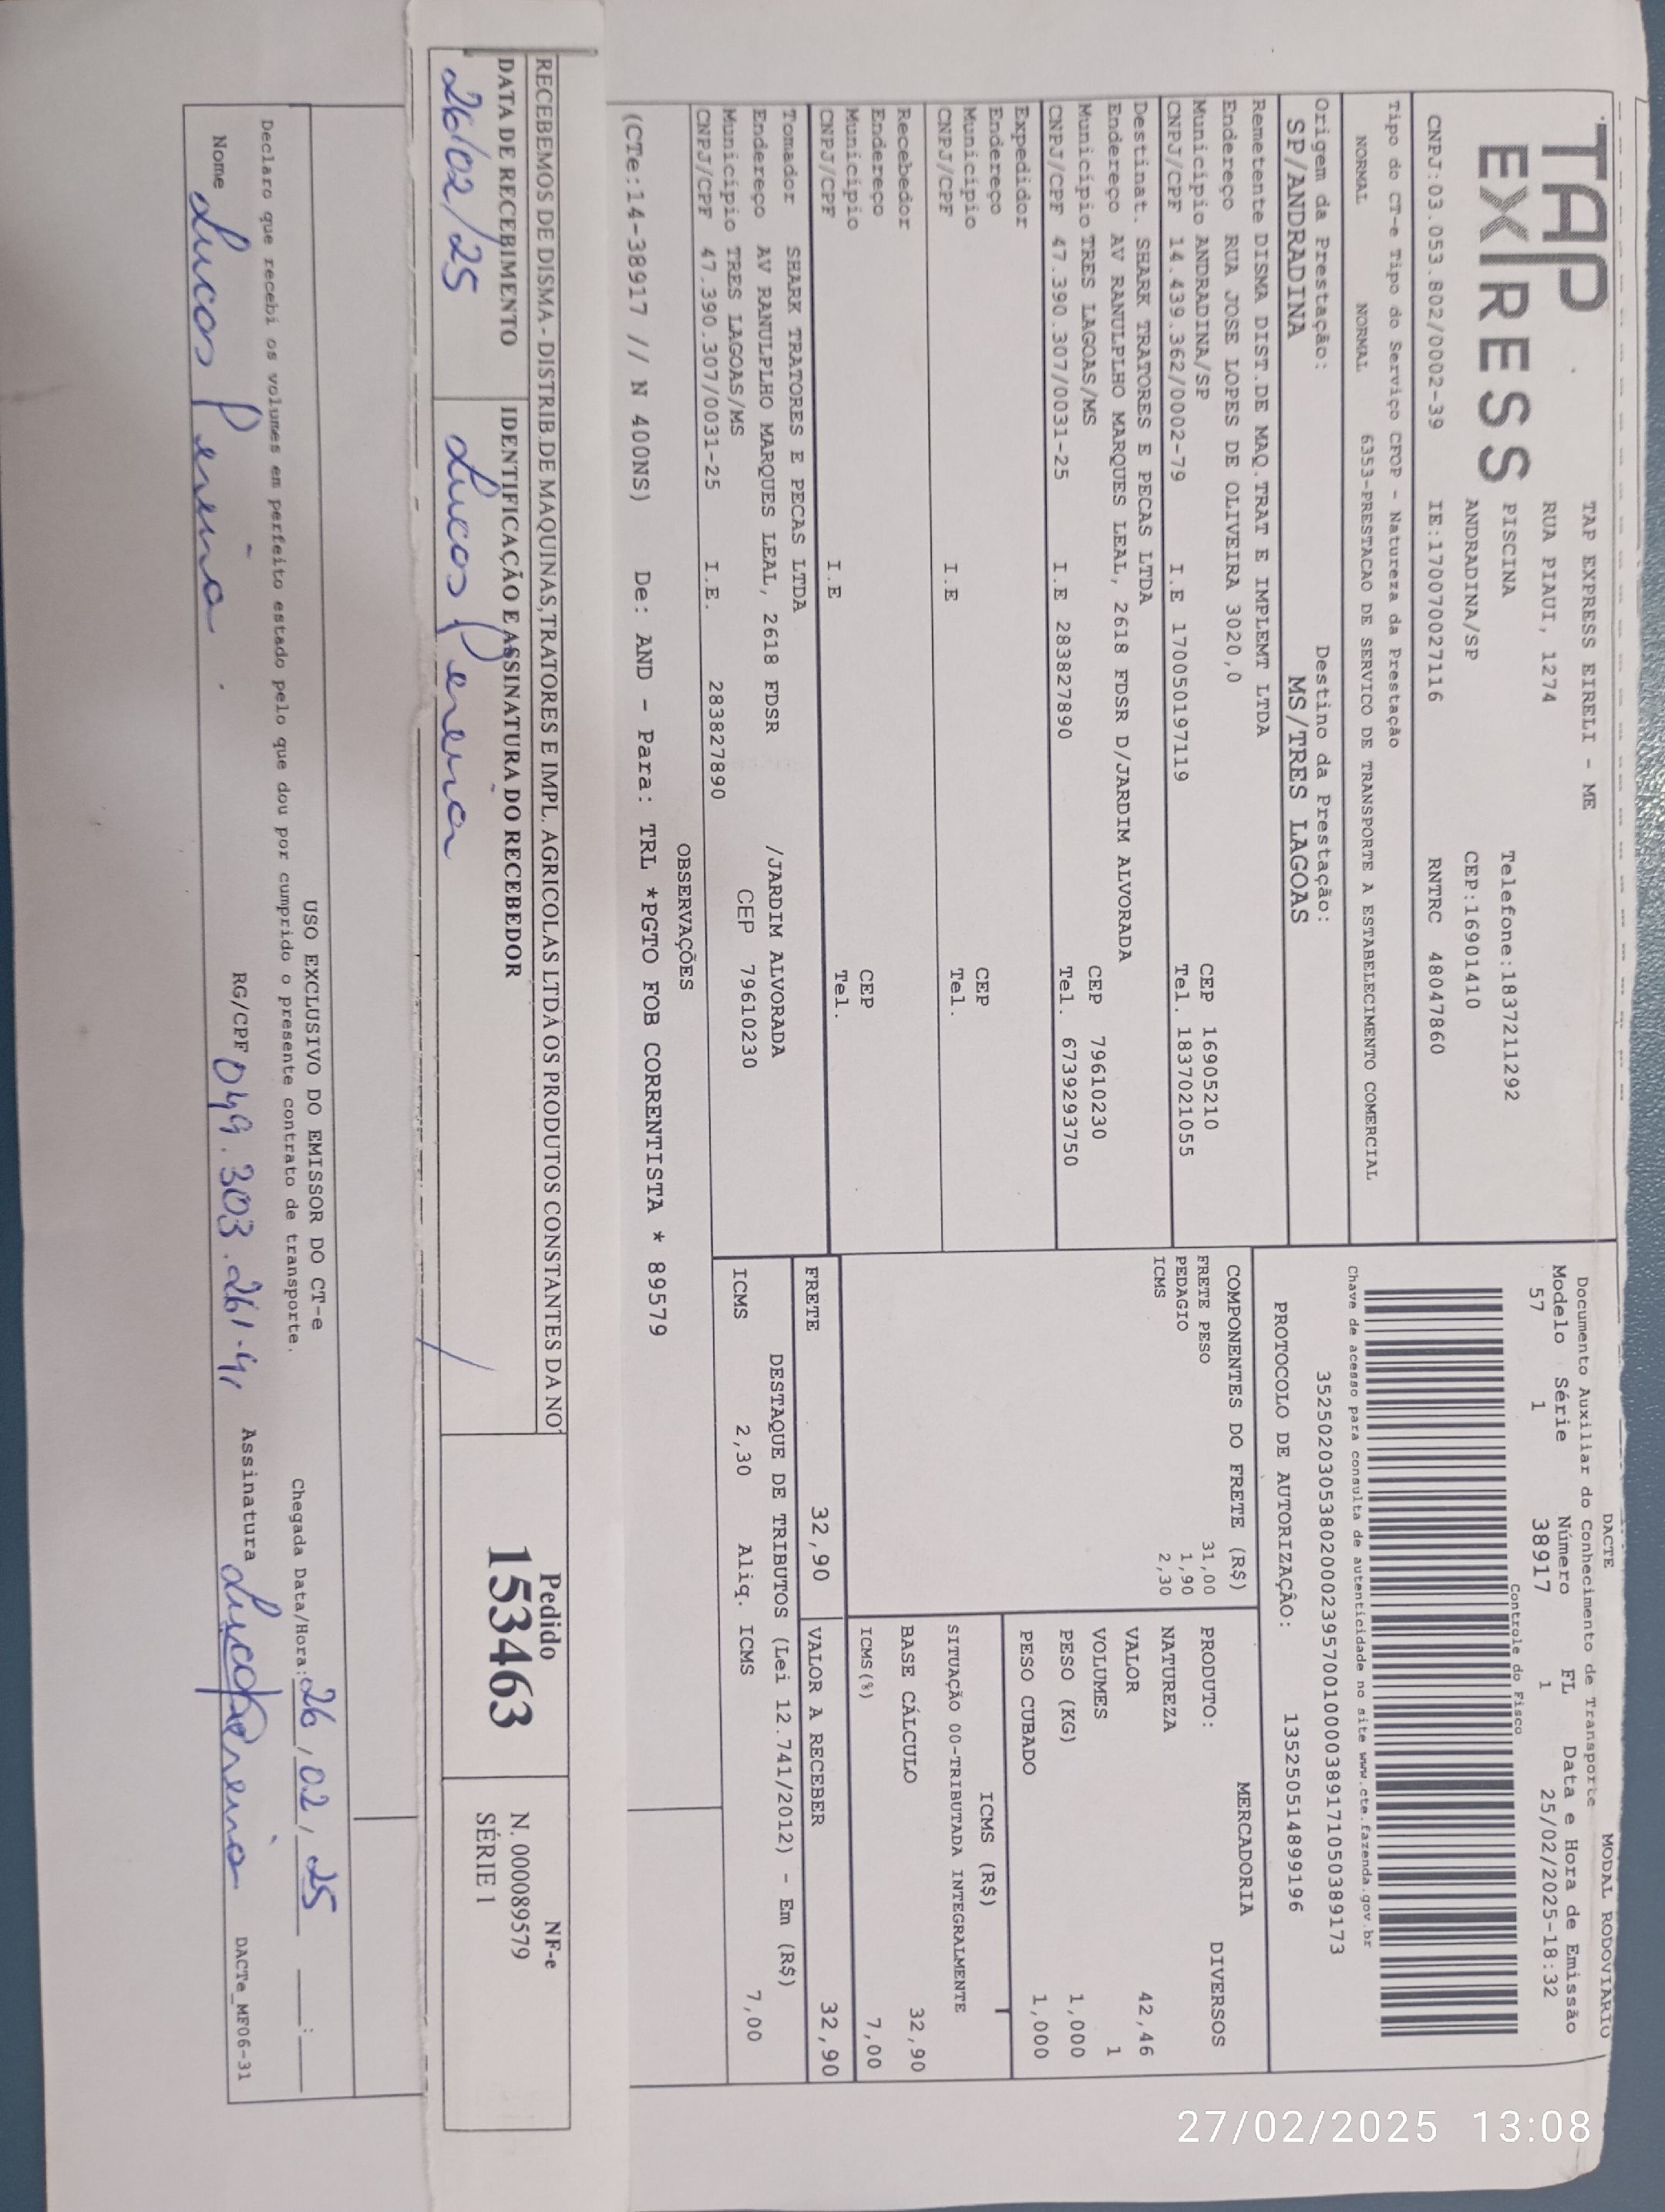 TAP
EXPRESS
TAP EXPRESS EIRELI - ME
RUA PIAUI, 1274
PISCINA Telefone:1837211292
ANDRADINA/SP CEP:16901410
CNPJ:03.053.802/0002-39 IE:170070027116 RNTRC 48047860
Tipo do CT-e Tipo do Serviço CFOP - Natureza da Prestação
NORMAL NORMAL 6353-PRESTACAO DE SERVICO DE TRANSPORTE A ESTABELECIMENTO COMERCIAL
Origem da Prestação: Destino da Prestação:
SP/ANDRADINA MS/TRES LAGOAS
Remetente DISMA DIST.DE MAQ.TRAT E IMPLEMT LTDA
Endereço RUA JOSE LOPES DE OLIVEIRA 3020,0
Município ANDRADINA/SP CEP 16905210
CNPJ/CPF 14.439.362/0002-79 I.E 170050197119 Tel. 1837021055
Destinat. SHARK TRATORES E PECAS LTDA
Endereço AV RANULPLHO MARQUES LEAL, 2618 FDSR D/JARDIM ALVORADA
Município TRES LAGOAS/MS CEP 79610230
CNPJ/CPF 47.390.307/0031-25 I.E 283827890 Tel. 6739293750
Expedidor
Endereço
Município CEP
CNPJ/CPF I.E Tel.
Recebedor
Endereço
Município CEP
CNPJ/CPF I.E Tel.
Tomador SHARK TRATORES E PECAS LTDA
Endereço AV RANULPLHO MARQUES LEAL, 2618 FDSR /JARDIM ALVORADA
Município TRES LAGOAS/MS CEP 79610230
CNPJ/CPF 47.390.307/0031-25 I.E. 283827890
DACTE MODAL RODOVIARIO
Documento Auxiliar do Conhecimento de Transporte
Modelo Série Número FL Data e Hora de Emissão
57 1 38917 1 25/02/2025-18:32
Controle do Fisco
Chave de acesso para consulta de autenticidade no site www.cte.fazenda.gov.br
35250203053802000239570010000389171050389173
PROTOCOLO DE AUTORIZAÇÃO: 135250514899196
COMPONENTES DO FRETE (R$)
FRETE PESO 31,00
PEDAGIO 1,90
ICMS 2,30
MERCADORIA
PRODUTO: DIVERSOS
NATUREZA
VALOR 42,46
VOLUMES 1
PESO (KG) 1,000
PESO CUBADO 1,000
ICMS (R$)
SITUAÇÃO 00-TRIBUTADA INTEGRALMENTE
BASE CÁLCULO 32,90
ICMS(%) 7,00
FRETE 32,90 VALOR A RECEBER 32,90
DESTAQUE DE TRIBUTOS (Lei 12.741/2012) - Em (R$)
ICMS 2,30 Aliq. ICMS 7,00
OBSERVAÇÕES
(CTe:14-38917 // N 400NS) De: AND - Para: TRL *PGTO FOB CORRENTISTA * 89579
RECEBEMOS DE DISMA - DISTRIB.DE MAQUINAS,TRATORES E IMPL. AGRICOLAS LTDA OS PRODUTOS CONSTANTES DA NO
DATA DE RECEBIMENTO IDENTIFICAÇÃO E ASSINATURA DO RECEBEDOR
26/02/25 Lucas Pereira
Pedido
153463
NF-e
N. 000089579
SÉRIE 1
USO EXCLUSIVO DO EMISSOR DO CT-e
Declaro que recebi os volumes em perfeito estado pelo que dou por cumprido o presente contrato de transporte. Chegada Data/Hora: 26/02/25 __:__
Nome Lucas Pereira RG/CPF 049.303.261-41 Assinatura Lucas Pereira
DACTe_MF06-31
27/02/2025 13:08